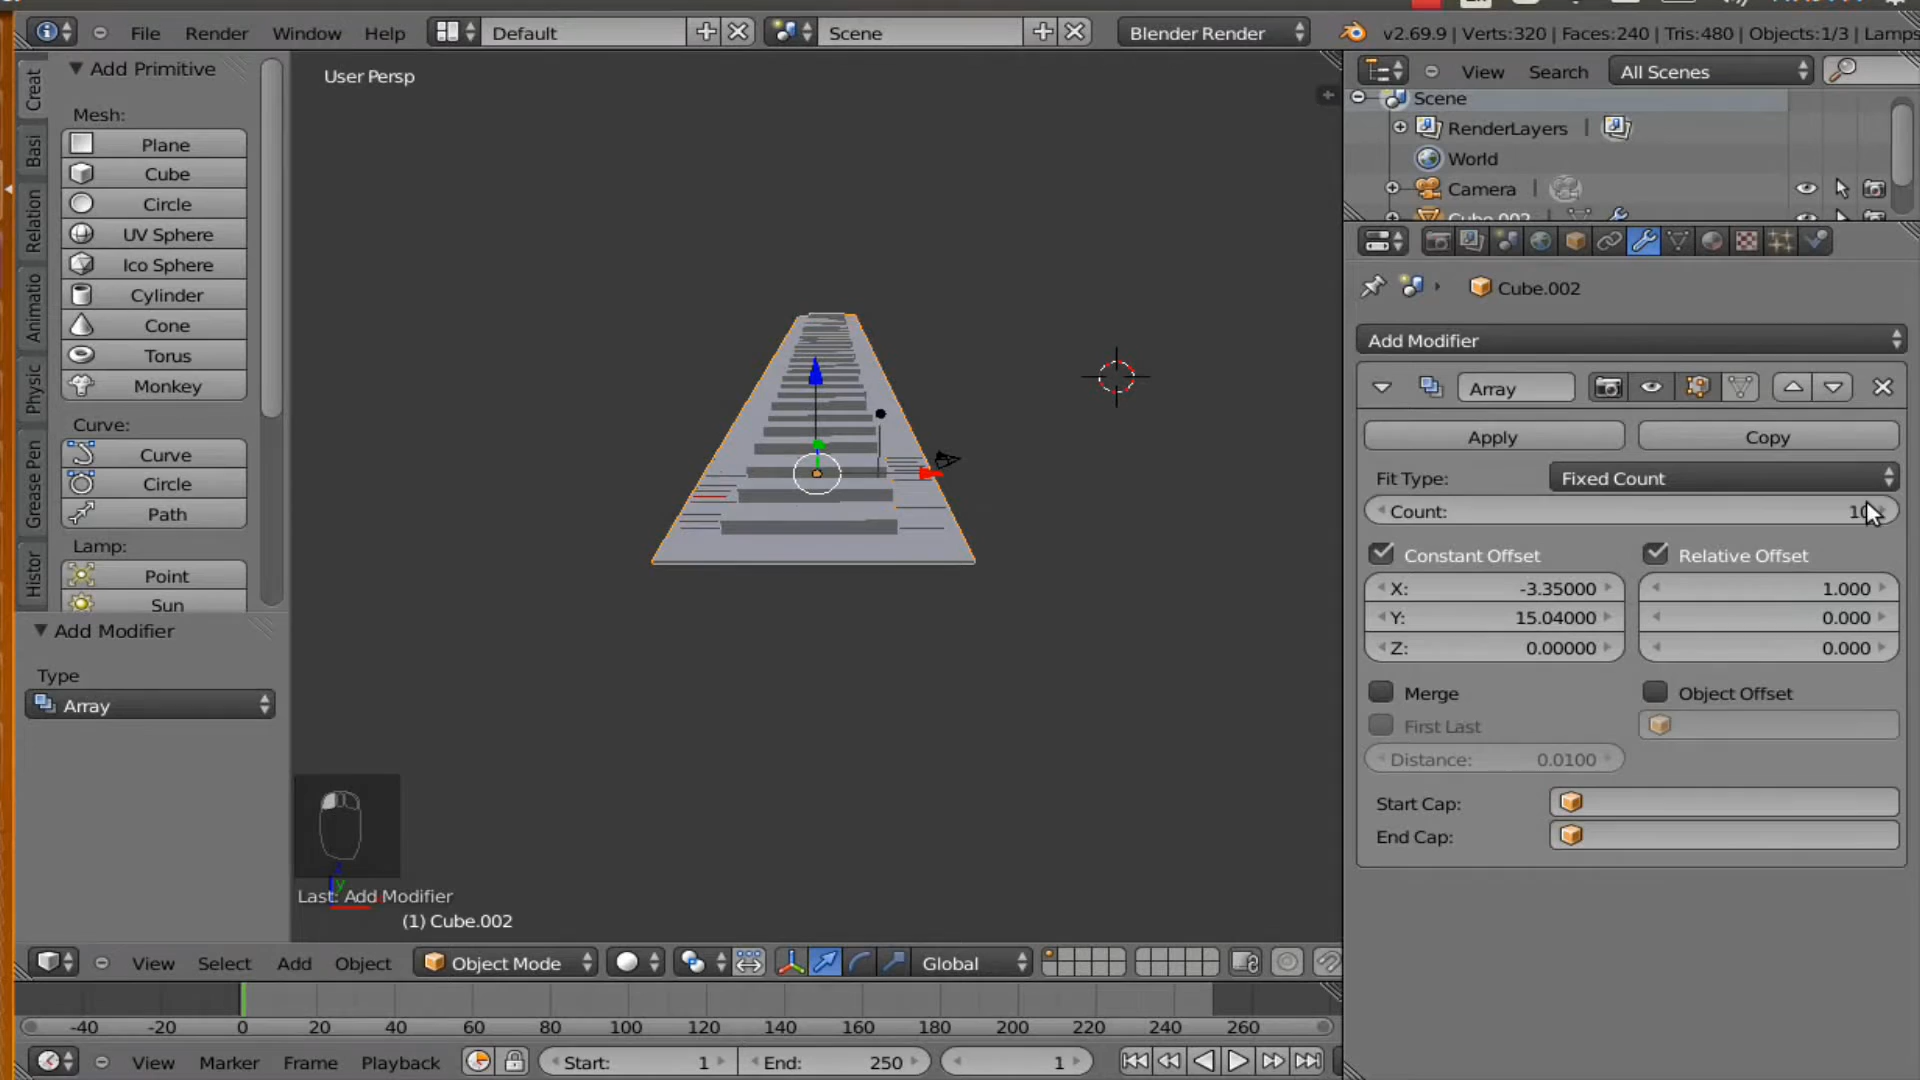 File Render Window Help Default Scene Blender Render v2.69.9 | Verts:320 | Faces:240 | Tris:480 | Objects:1/3 | Lamps
Creat
Basi
Relation
Animatio
Physic
Grease Pen
Histor
Add Primitive
Mesh:
Plane
Cube
Circle
UV Sphere
Ico Sphere
Cylinder
Cone
Torus
Monkey
Curve:
Curve
Circle
Path
Lamp:
Point
Sun
Add Modifier
Type
Array
User Persp
y
Last: Add Modifier
(1) Cube.002
View Select Add Object Object Mode Global
-40 -20 0 20 40 60 80 100 120 140 160 180 200 220 240 260
View Marker Frame Playback Start: 1 End: 250 1
View Search All Scenes
Scene
RenderLayers |
World
Camera |
Cube.002
Cube.002
Add Modifier
Array
Apply Copy
Fit Type: Fixed Count
Count:
Constant Offset Relative Offset
X: -3.35000 1.000
Y: 15.04000 0.000
Z: 0.00000 0.000
Merge Object Offset
First Last
Distance: 0.0100
Start Cap:
End Cap: